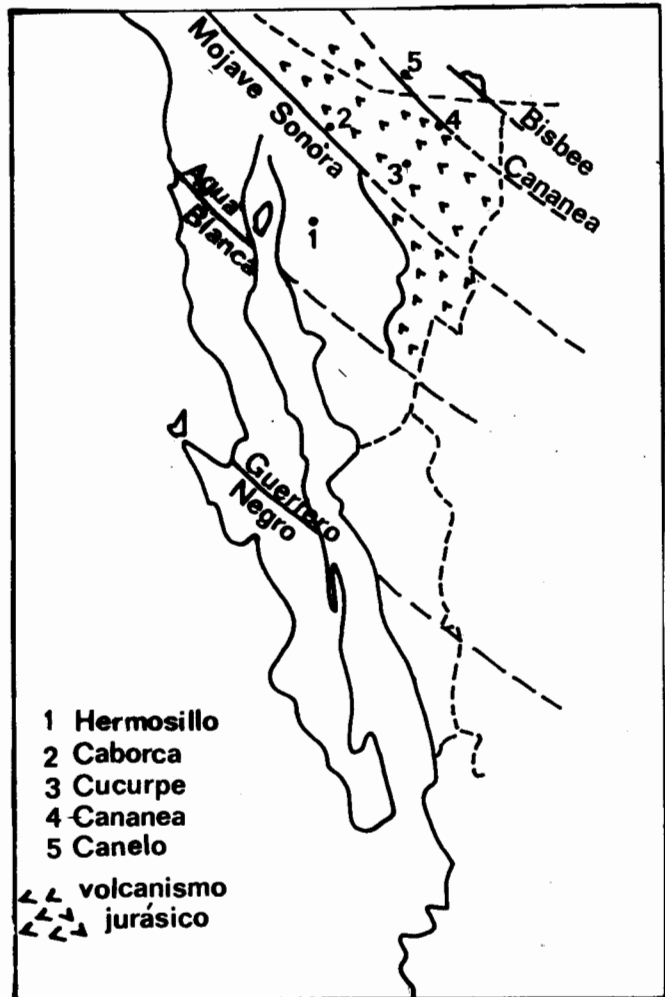 Mojave Sonora
5
2
4
Bisbee
3
Cananea
Agua
Blanca
1
Guerrero
Negro
1 Hermosillo
2 Caborca
3 Cucurpe
4 Cananea
5 Canelo
volcanismo
jurásico